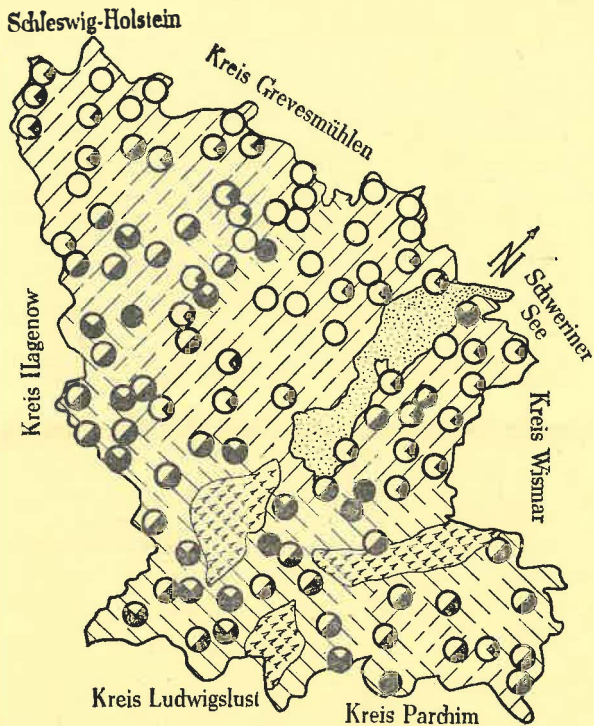 Schleswig-Holstein
Kreis Grevesmühlen
N
Schweriner
See
Kreis Hagenow
Kreis Wismar
Kreis Ludwigslust
Kreis Parchim